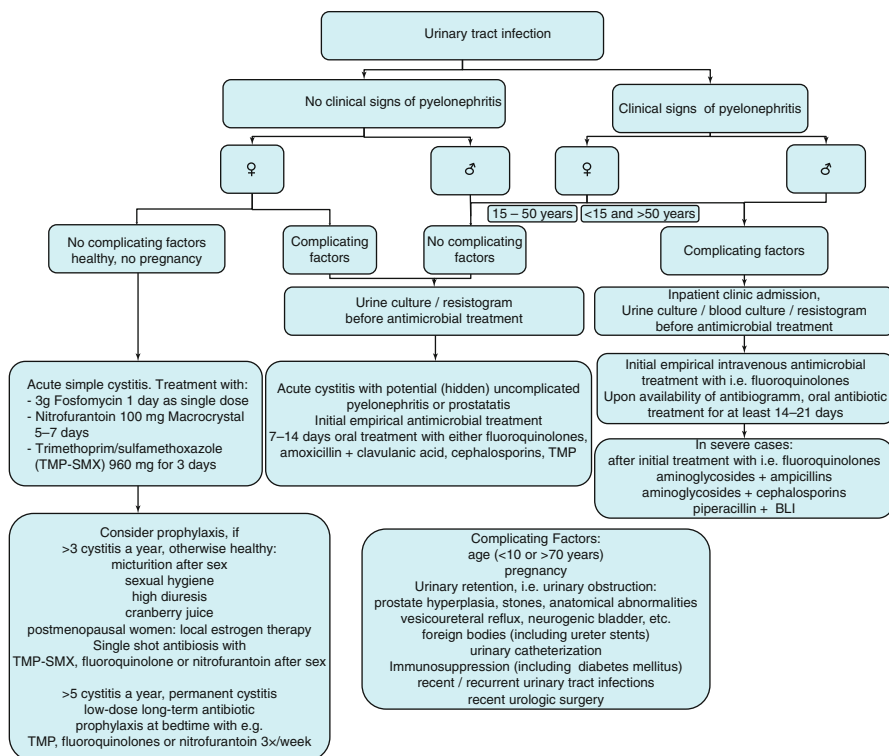 Urinary tract infection
No clinical signs of pyelonephritis
Clinical signs of pyelonephritis
♀
♂
♀
♂
15 – 50 years
<15 and >50 years
No complicating factors
healthy, no pregnancy
Complicating
factors
No complicating
factors
Complicating
factors
Urine culture / resistogram
before antimicrobial treatment
Inpatient clinic admission,
Urine culture / blood culture / resistogram
before antimicrobial treatment
Acute simple cystitis. Treatment with:
- 3g Fosfomycin 1 day as single dose
- Nitrofurantoin 100 mg Macrocrystal
5–7 days
- Trimethoprim/sulfamethoxazole
(TMP-SMX) 960 mg for 3 days
Acute cystitis with potential (hidden) uncomplicated
pyelonephritis or prostatatis
Initial empirical antimicrobial treatment
7–14 days oral treatment with either fluoroquinolones,
amoxicillin + clavulanic acid, cephalosporins, TMP
Initial empirical intravenous antimicrobial
treatment with i.e. fluoroquinolones
Upon availability of antibiogramm, oral antibiotic
treatment for at least 14–21 days
In severe cases:
after initial treatment with i.e. fluoroquinolones
aminoglycosides + ampicillins
aminoglycosides + cephalosporins
piperacillin + BLI
Consider prophylaxis, if
>3 cystitis a year, otherwise healthy:
micturition after sex
sexual hygiene
high diuresis
cranberry juice
postmenopausal women: local estrogen therapy
Single shot antibiosis with
TMP-SMX, fluoroquinolone or nitrofurantoin after sex
>5 cystitis a year, permanent cystitis
low-dose long-term antibiotic
prophylaxis at bedtime with e.g.
TMP, fluoroquinolones or nitrofurantoin 3×/week
Complicating Factors:
age (<10 or >70 years)
pregnancy
Urinary retention, i.e. urinary obstruction:
prostate hyperplasia, stones, anatomical abnormalities
vesicoureteral reflux, neurogenic bladder, etc.
foreign bodies (including ureter stents)
urinary catheterization
Immunosuppression (including diabetes mellitus)
recent / recurrent urinary tract infections
recent urologic surgery